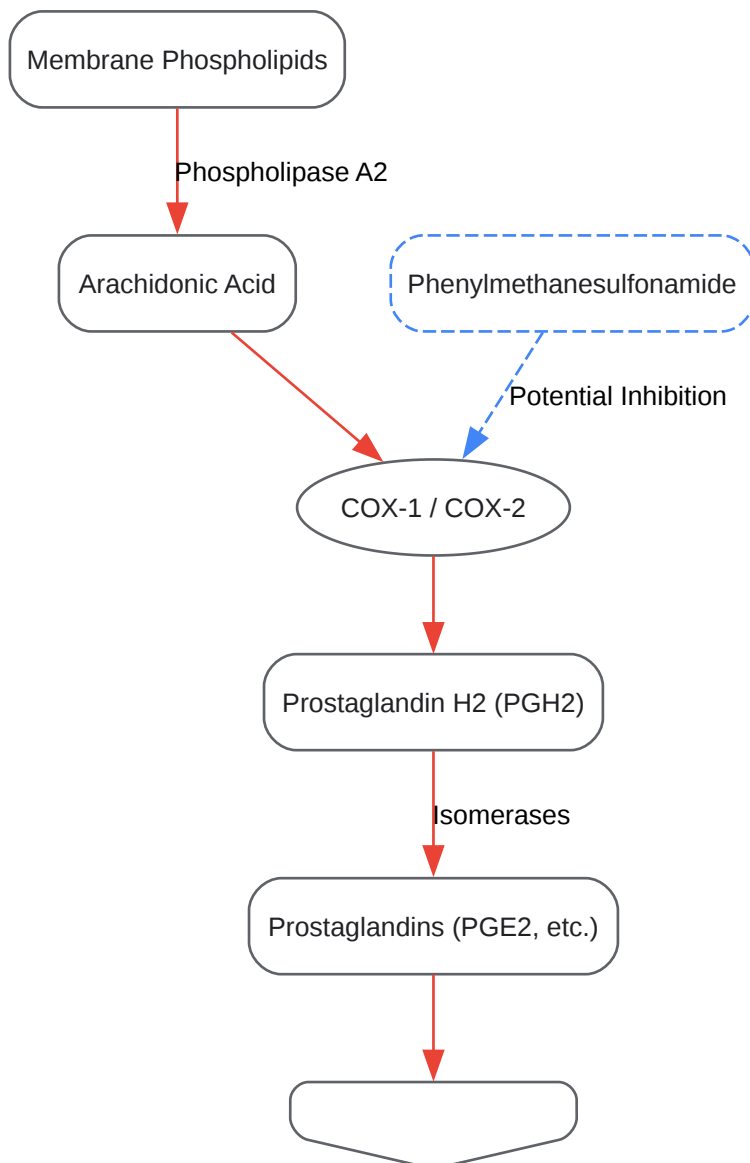 Membrane Phospholipids
Phospholipase A2
Arachidonic Acid
Phenylmethanesulfonamide
Potential Inhibition
COX-1 / COX-2
Prostaglandin H2 (PGH2)
Isomerases
Prostaglandins (PGE2, etc.)